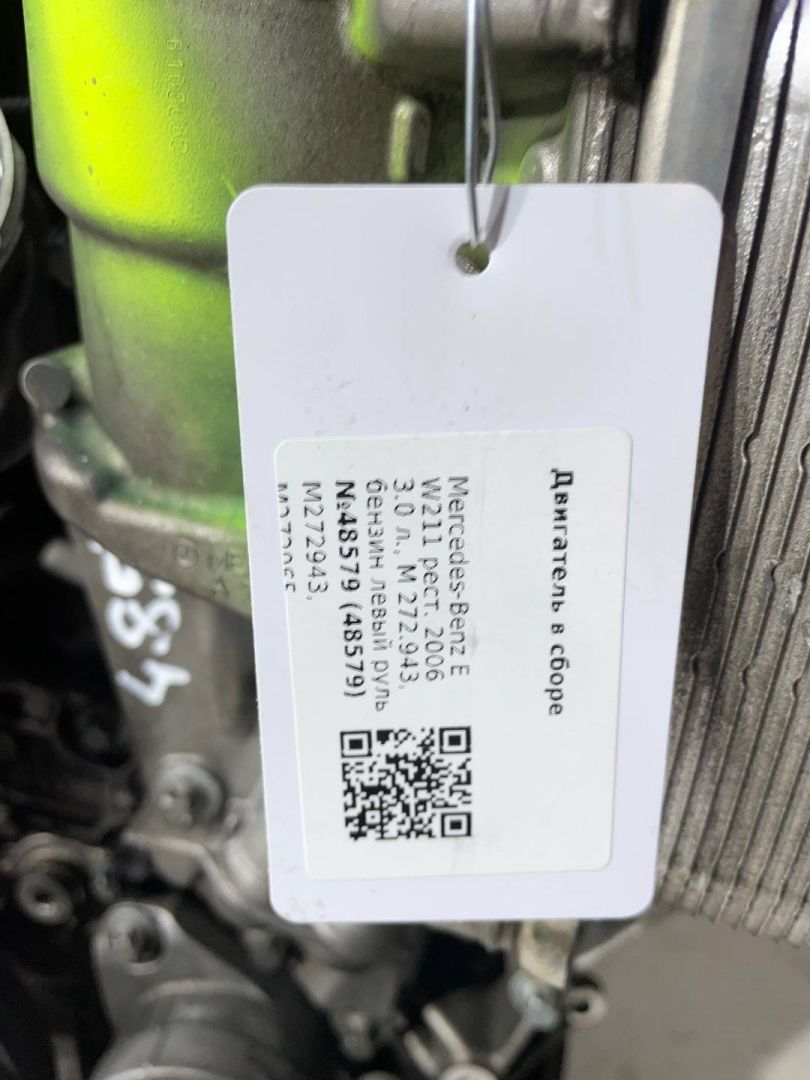 Двигатель в сборе
Mercedes-Benz E
W211 рест. 2006
3.0 л., M 272.943,
бензин левый руль
№48579 (48579)
M272943,